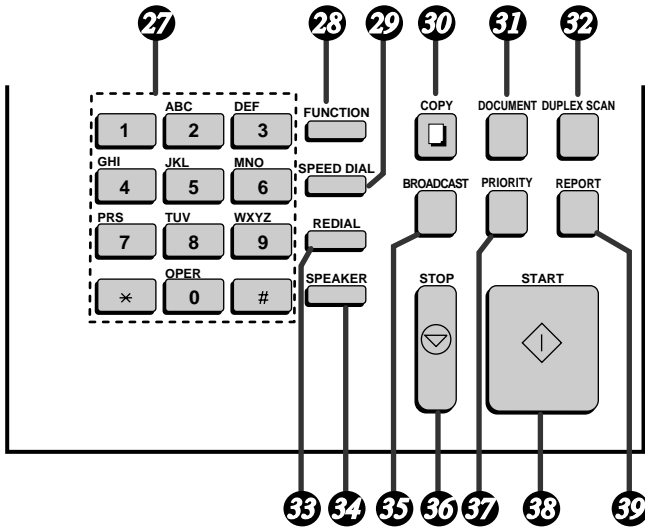 27 28 29 30 31 32
ABC DEF FUNCTION COPY DOCUMENT DUPLEX SCAN
1 2 3
GHI JKL MNO SPEED DIAL
4 5 6 BROADCAST PRIORITY REPORT
PRS TUV WXYZ REDIAL
7 8 9
OPER SPEAKER STOP START
* 0 #
33 34 35 36 37 38 39